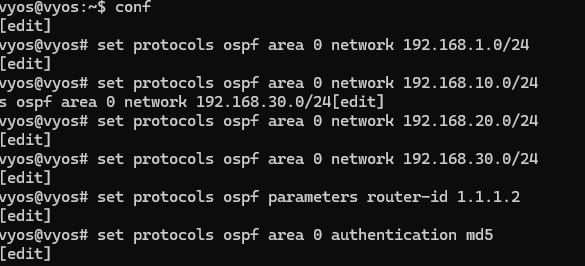 vyos@vyos:~$ conf
[edit]
vyos@vyos# set protocols ospf area 0 network 192.168.1.0/24
[edit]
vyos@vyos# set protocols ospf area 0 network 192.168.10.0/24
s ospf area 0 network 192.168.30.0/24[edit]
vyos@vyos# set protocols ospf area 0 network 192.168.20.0/24
[edit]
vyos@vyos# set protocols ospf area 0 network 192.168.30.0/24
[edit]
vyos@vyos# set protocols ospf parameters router-id 1.1.1.2
[edit]
vyos@vyos# set protocols ospf area 0 authentication md5
[edit]